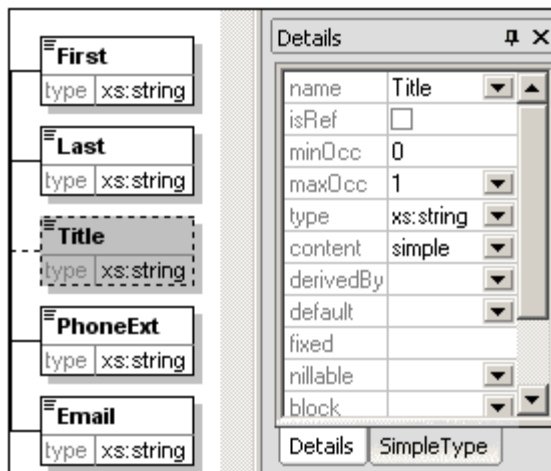 First
type xs:string
Last
type xs:string
Title
type xs:string
PhoneExt
type xs:string
Email
type xs:string
Details
name Title
isRef
minOcc 0
maxOcc 1
type xs:string
content simple
derivedBy
default
fixed
nillable
block
Details SimpleType